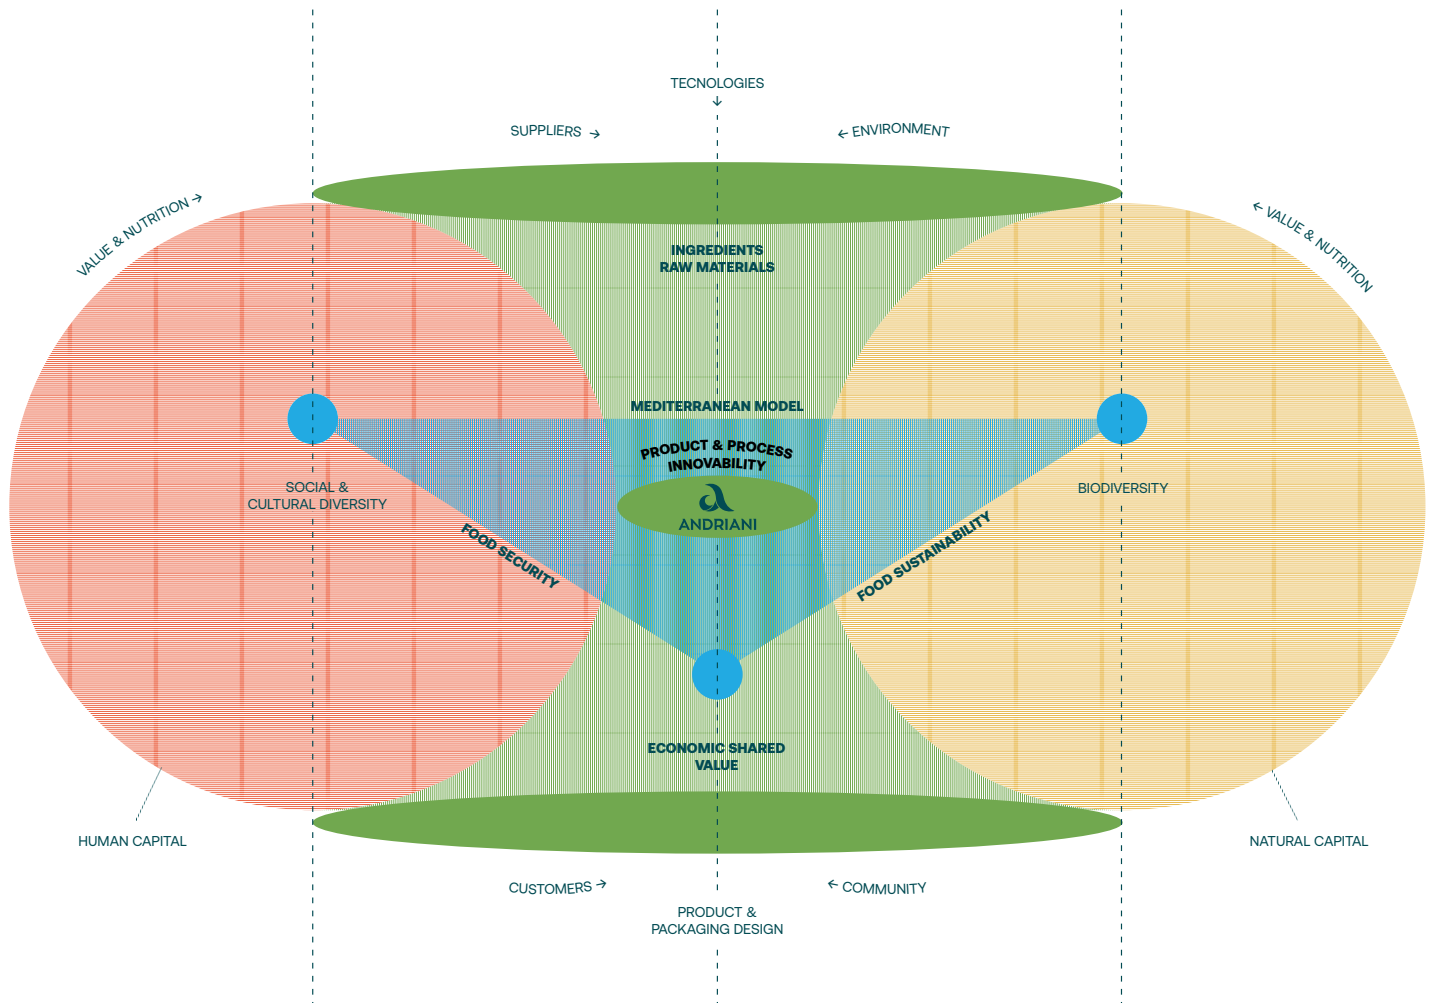 TECNOLOGIES
SUPPLIERS →
← ENVIRONMENT
VALUE & NUTRITION →
← VALUE & NUTRITION
INGREDIENTS
RAW MATERIALS
MEDITERRANEAN MODEL
PRODUCT & PROCESS
INNOVABILITY
SOCIAL &
CULTURAL DIVERSITY
ANDRIANI
BIODIVERSITY
FOOD SECURITY
FOOD SUSTAINABILITY
ECONOMIC SHARED
VALUE
HUMAN CAPITAL
NATURAL CAPITAL
CUSTOMERS →
← COMMUNITY
PRODUCT &
PACKAGING DESIGN